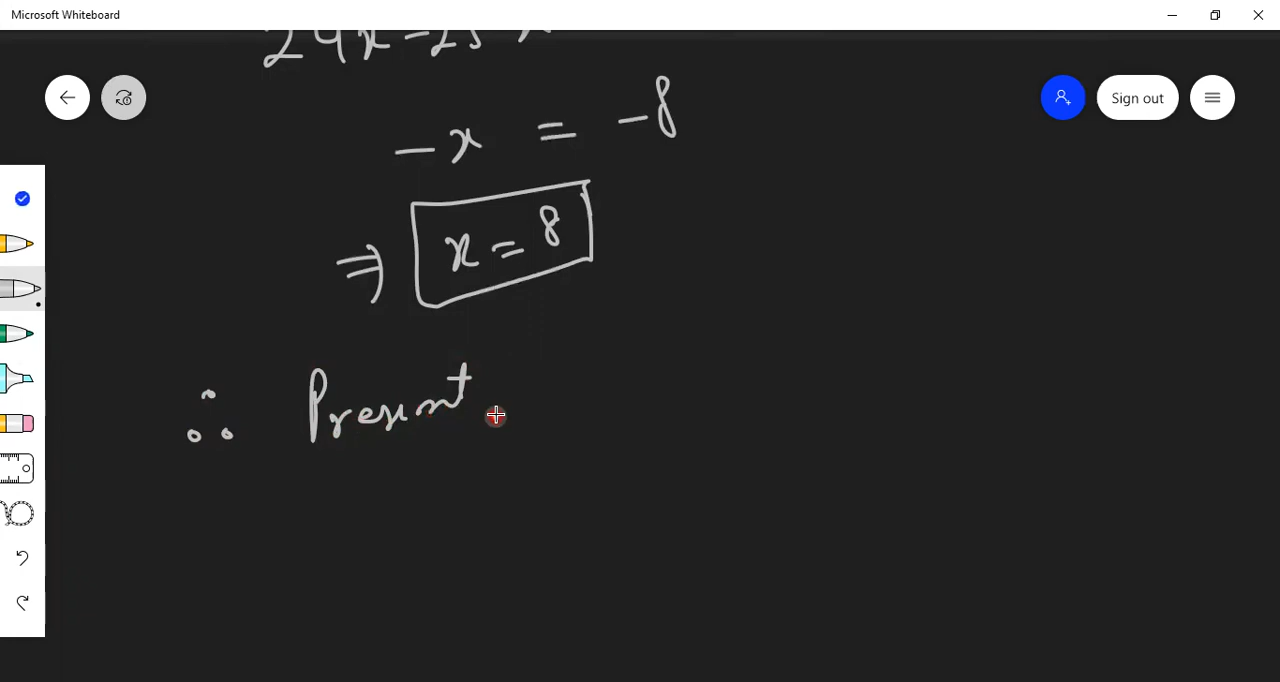 Microsoft Whiteboard
Sign out
- x = - 8
⇒ x = 8
∴ Present